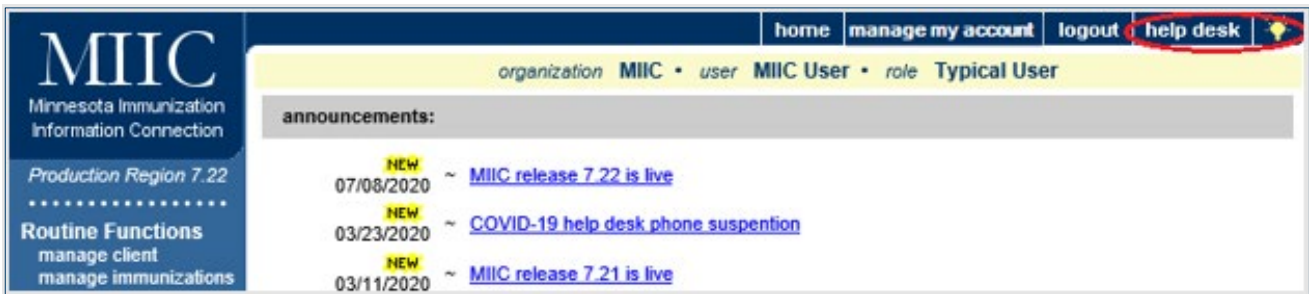 MIIC
Minnesota Immunization
Information Connection
Production Region 7.22
Routine Functions
manage client
manage immunizations
home manage my account logout help desk
organization MIIC • user MIIC User • role Typical User
announcements:
NEW
07/08/2020 ~ MIIC release 7.22 is live
NEW
03/23/2020 ~ COVID-19 help desk phone suspention
NEW
03/11/2020 ~ MIIC release 7.21 is live